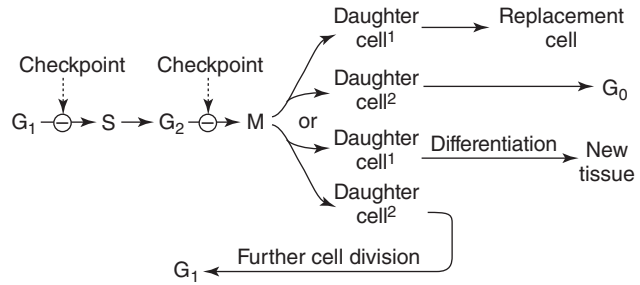 Daughter
cell¹
Replacement
cell
Checkpoint
Checkpoint
Daughter
cell²
G₀
G₁ − S G₂ − M or
Daughter
cell¹
Differentiation
New
tissue
Daughter
cell²
Further cell division
G₁